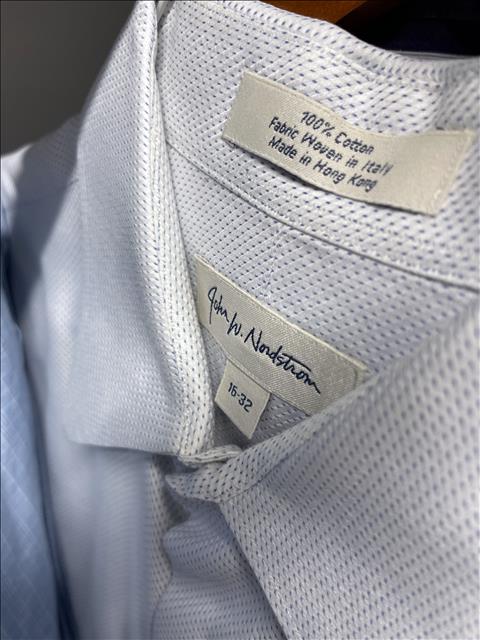 100% Cotton
Fabric Woven in Italy
Made in Hong Kong
John W. Nordstrom
16-32